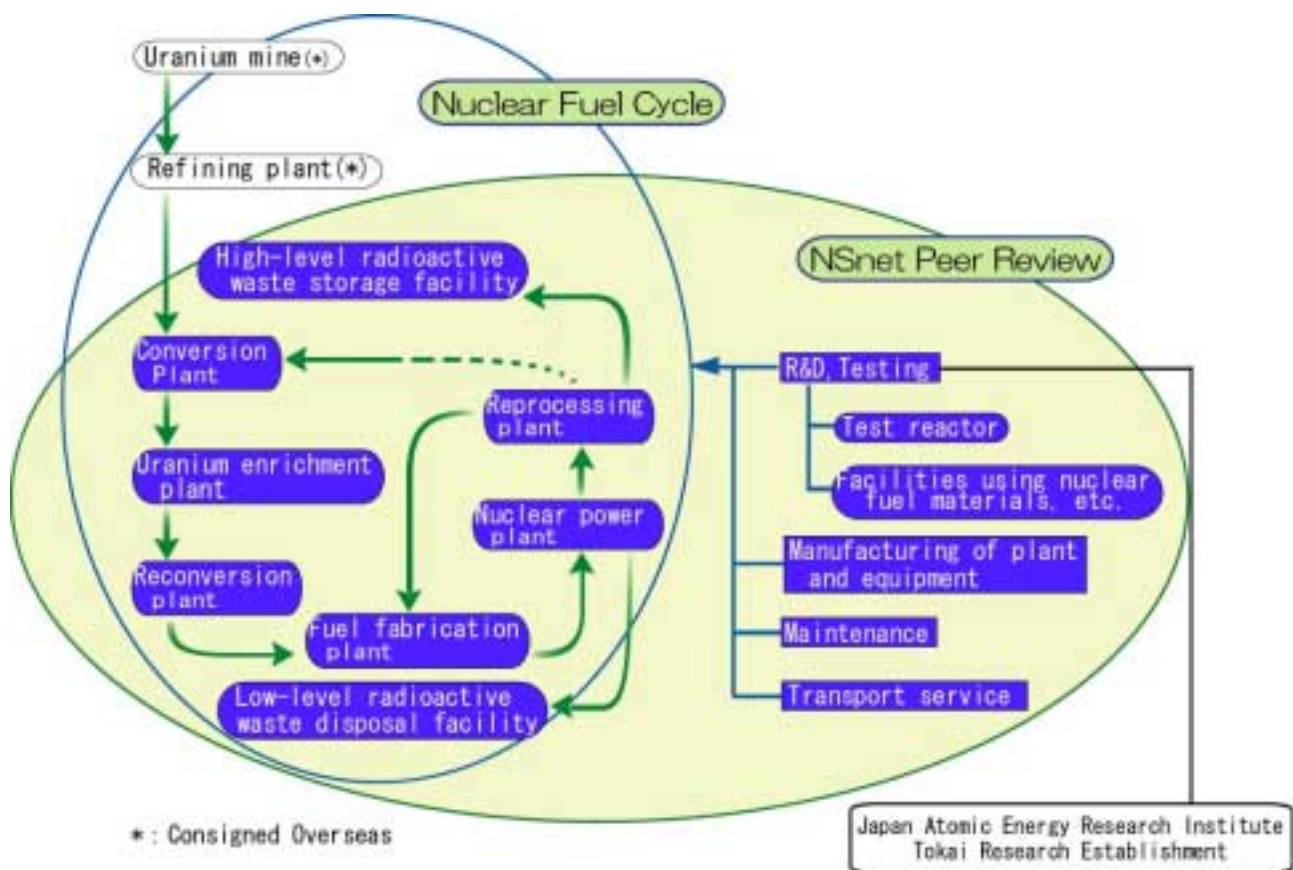 Uranium mine(*)
Nuclear Fuel Cycle
Refining plant(*)
High-level radioactive
waste storage facility
NSnet Peer Review
Conversion
Plant
R&D, Testing
Reprocessing
plant
Test reactor
Uranium enrichment
plant
Facilities using nuclear
fuel materials, etc.
Nuclear power
plant
Manufacturing of plant
and equipment
Reconversion
plant
Fuel fabrication
plant
Maintenance
Low-level radioactive
waste disposal facility
Transport service
*: Consigned Overseas
Japan Atomic Energy Research Institute
Tokai Research Establishment